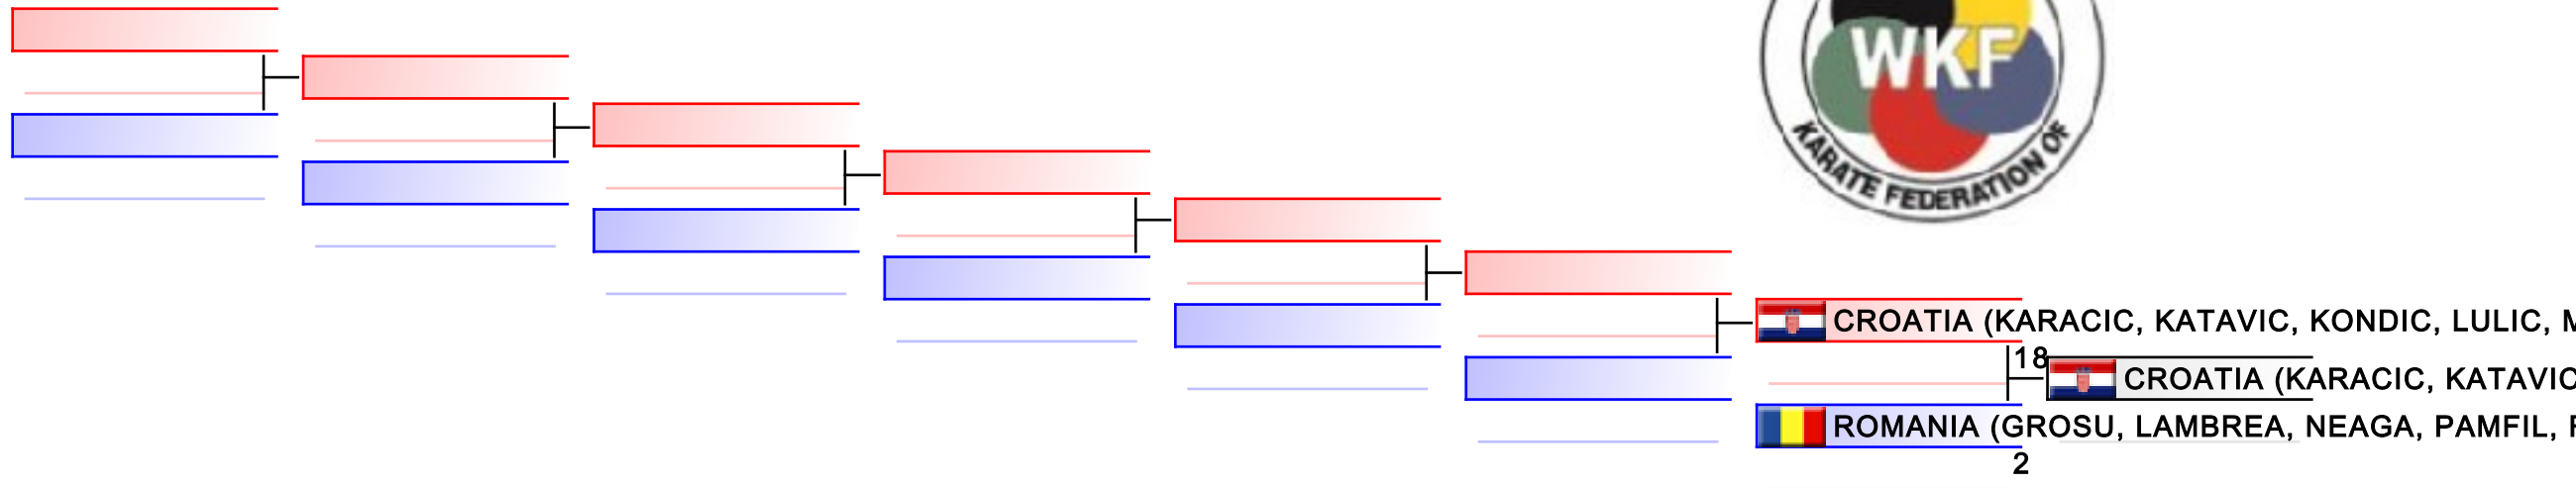 WKF
KARATE FEDERATION OF
CROATIA (KARACIC, KATAVIC, KONDIC, LULIC,
18
CROATIA (KARACIC, KATAVIC
ROMANIA (GROSU, LAMBREA, NEAGA, PAMFIL,
2